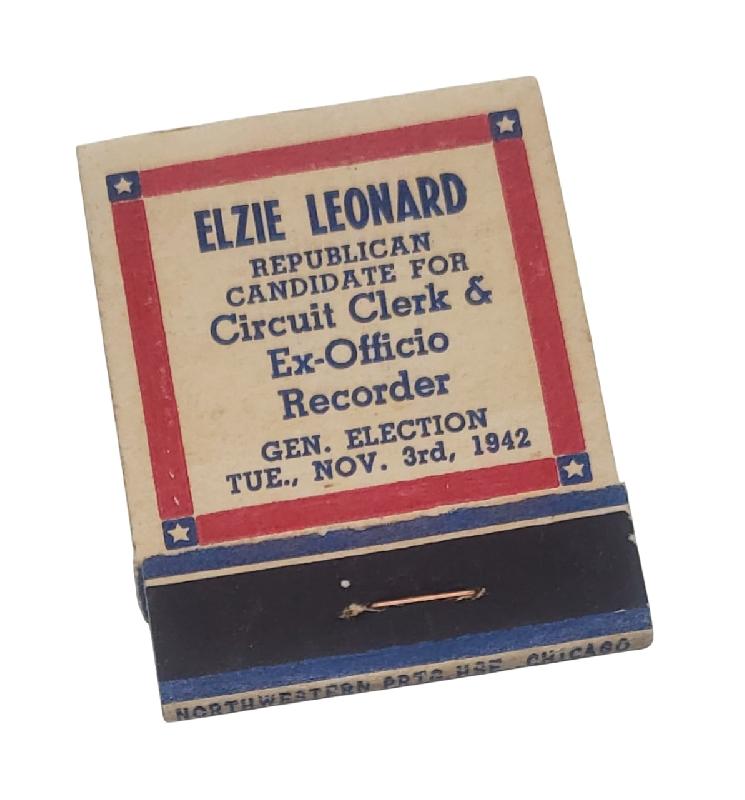 ELZIE LEONARD
REPUBLICAN
CANDIDATE FOR
Circuit Clerk &
Ex-Officio
Recorder
GEN. ELECTION
TUE., NOV. 3rd, 1942
NORTHWESTERN PRTG. HSE. CHICAGO